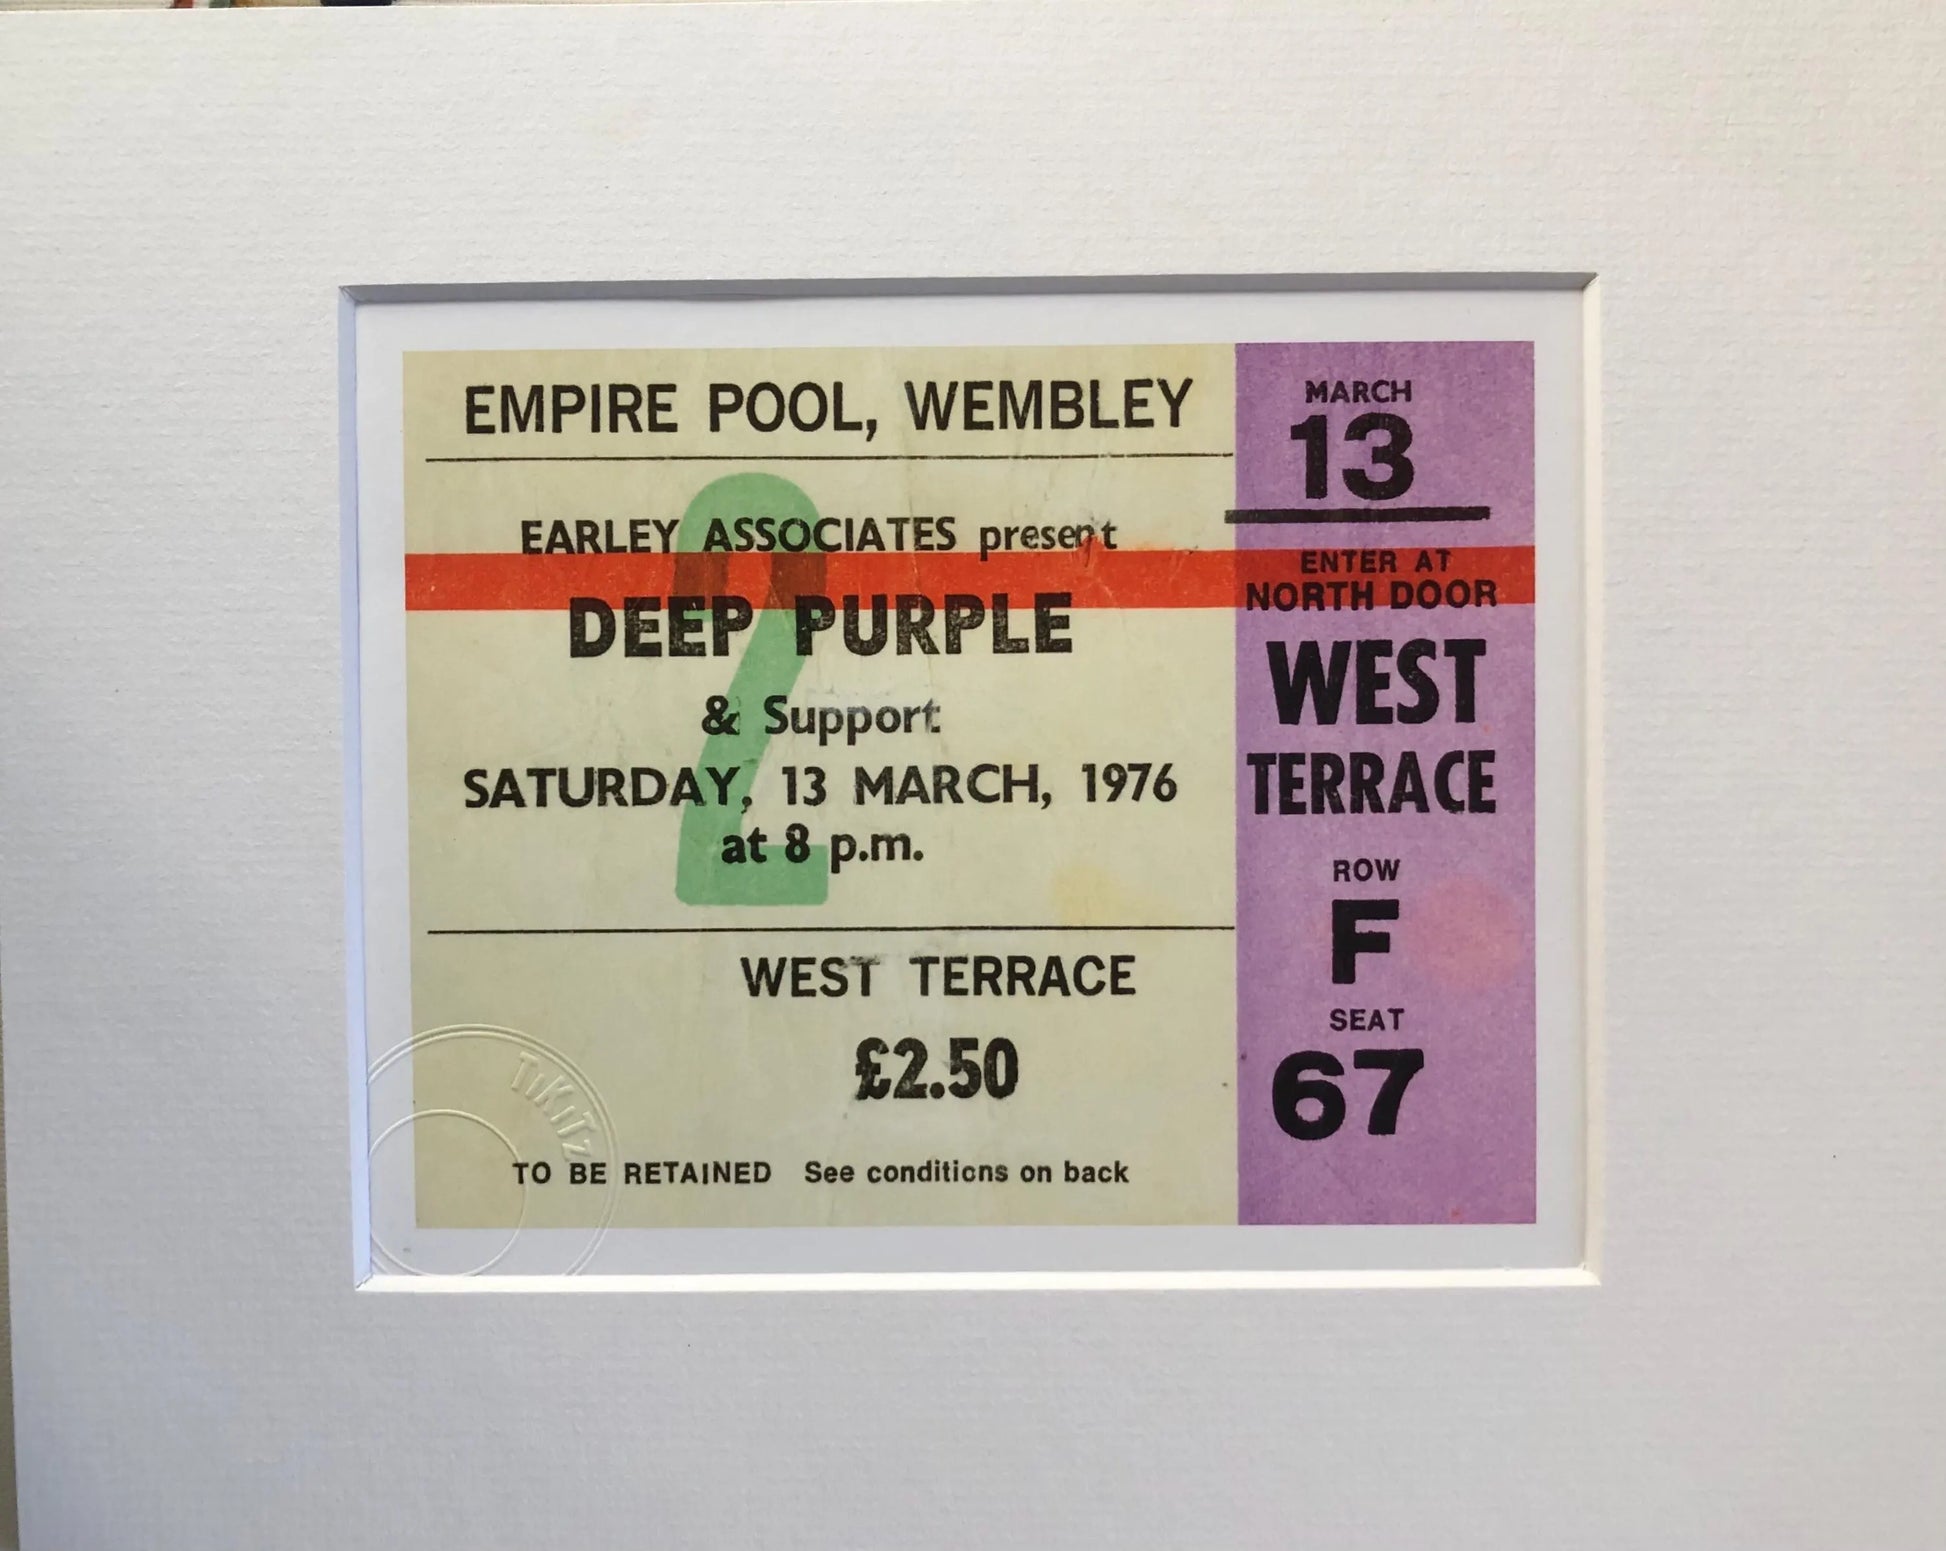 EMPIRE POOL, WEMBLEY
EARLEY ASSOCIATES present
DEEP PURPLE
& Support
SATURDAY, 13 MARCH, 1976
at 8 p.m.
2
WEST TERRACE
£2.50
TO BE RETAINED See conditions on back
TiKiTz
MARCH
13
ENTER AT
NORTH DOOR
WEST
TERRACE
ROW
F
SEAT
67